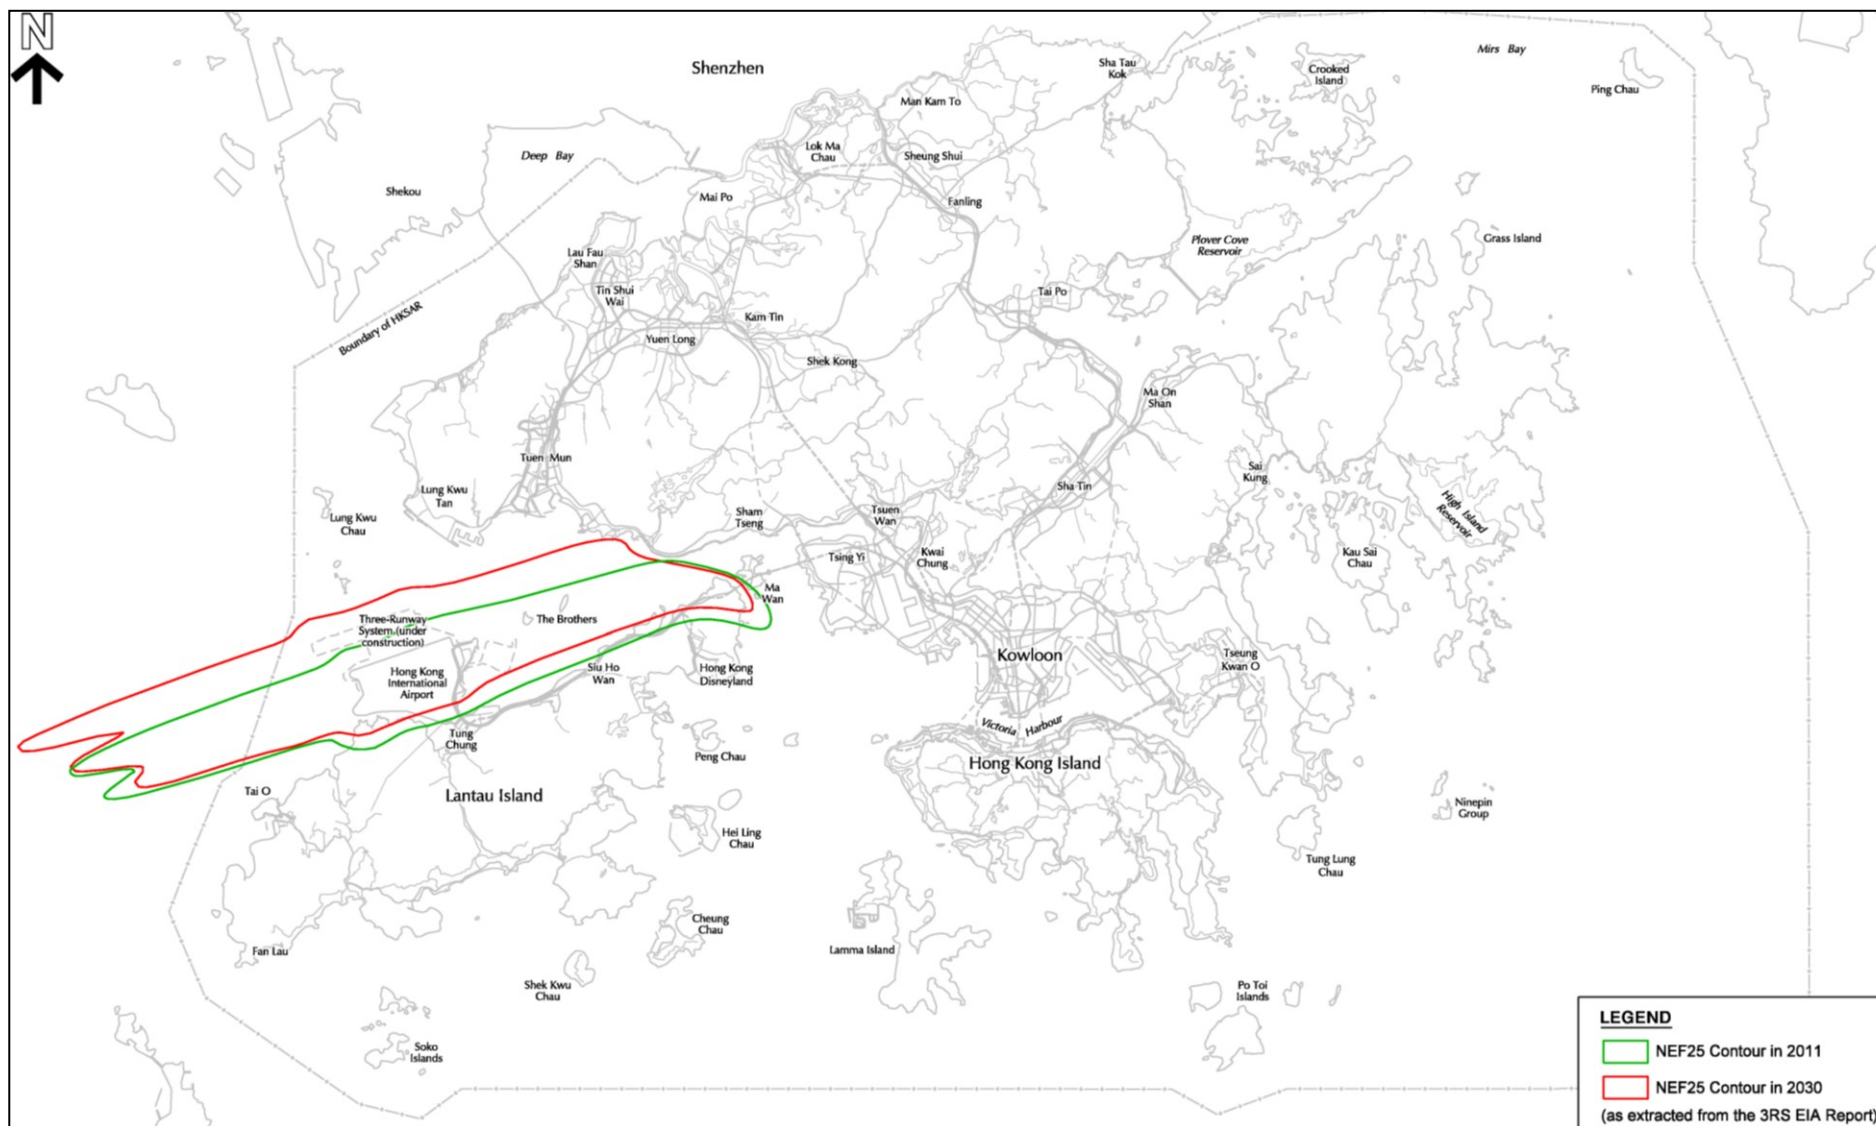 N
Shenzhen
Sha Tau
Kok
Crooked
Island
Mirs Bay
Ping Chau
Man Kam To
Lok Ma
Chau
Sheung Shui
Deep Bay
Shekou
Mai Po
Fanling
Plover Cove
Reservoir
Grass Island
Lau Fau
Shan
Tin Shui
Wai
Tai Po
Boundary of HKSAR
Kam Tin
Yuen Long
Shek Kong
Ma On
Shan
Tuen Mun
Sai
Kung
Sha Tin
Lung Kwu
Tan
High Island
Reservoir
Lung Kwu
Chau
Sham
Tseng
Tsuen
Wan
Tsing Yi
Kwai
Chung
Kau Sai
Chau
Ma
Wan
The Brothers
Three-Runway
System (under
construction)
Hong Kong
International
Airport
Siu Ho
Wan
Hong Kong
Disneyland
Kowloon
Tseung
Kwan O
Victoria Harbour
Tung
Chung
Peng Chau
Hong Kong Island
Tai O
Lantau Island
Ninepin
Group
Hei Ling
Chau
Tung Lung
Chau
Cheung
Chau
Fan Lau
Lamma Island
Shek Kwu
Chau
Po Toi
Islands
Soko
Islands
LEGEND
NEF25 Contour in 2011
NEF25 Contour in 2030
(as extracted from the 3RS EIA Report)